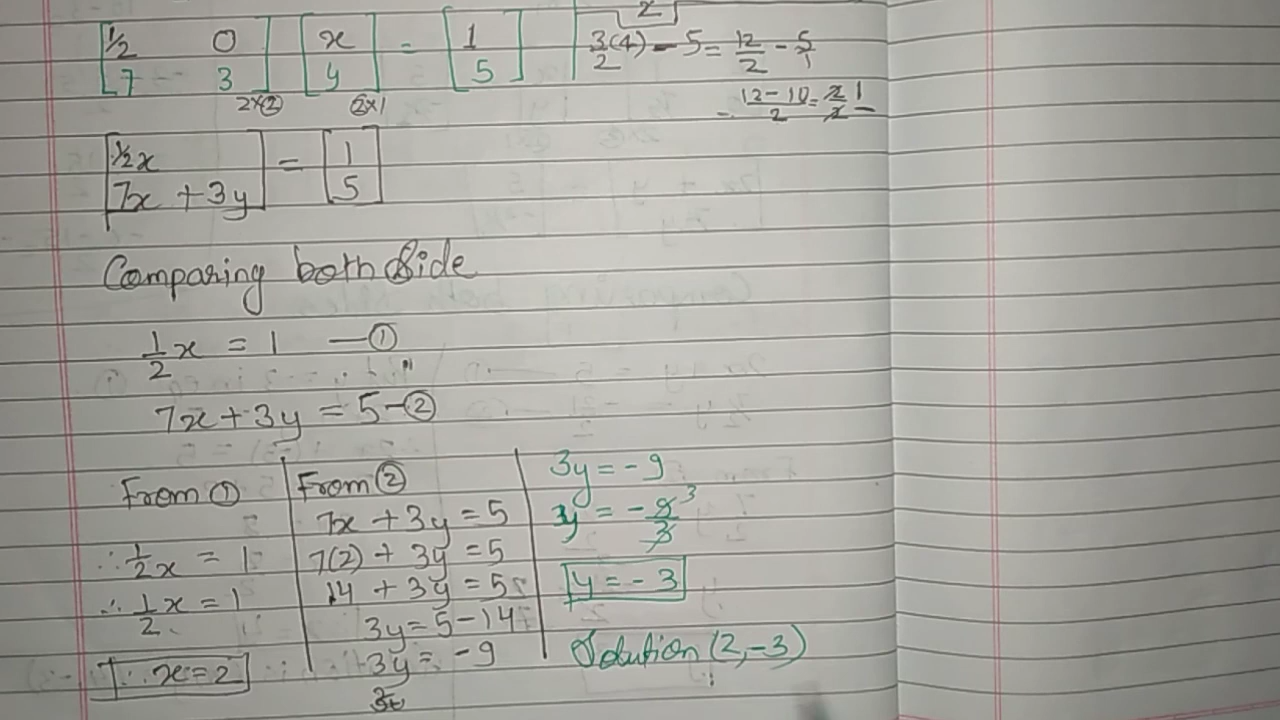 [1/2 0
7 3] 2×2 [x
y] 2×1 = [1
5]
3/2(4) - 5 = 12/2 - 5/1
= 12-10/2 = 2/2 1
[1/2x
7x + 3y] = [1
5]
Comparing both Side
1/2 x = 1 — ①
7x + 3y = 5 - ②
From ①
∴ 1/2 x = 1
∴ 1/2 x = 1
∴ x = 2
From ②
7x + 3y = 5
7(2) + 3y = 5
14 + 3y = 5
3y = 5 - 14
3y = -9
3y = -9
y = -9/3 3
y = -3
Solution (2, -3)